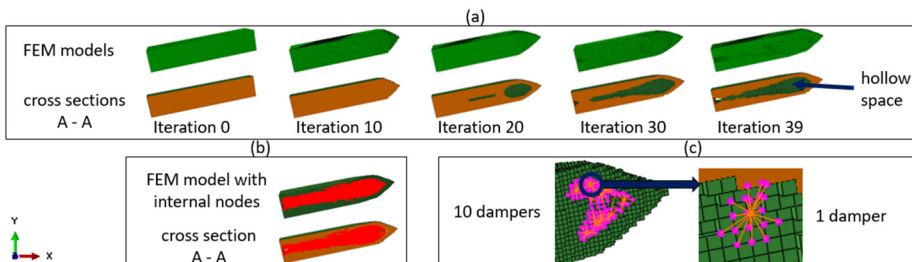 (a)
FEM models
cross sections
A - A
Iteration 0
Iteration 10
Iteration 20
Iteration 30
Iteration 39
hollow
space
(b)
FEM model with
internal nodes
cross section
A - A
(c)
10 dampers
1 damper
Y
X